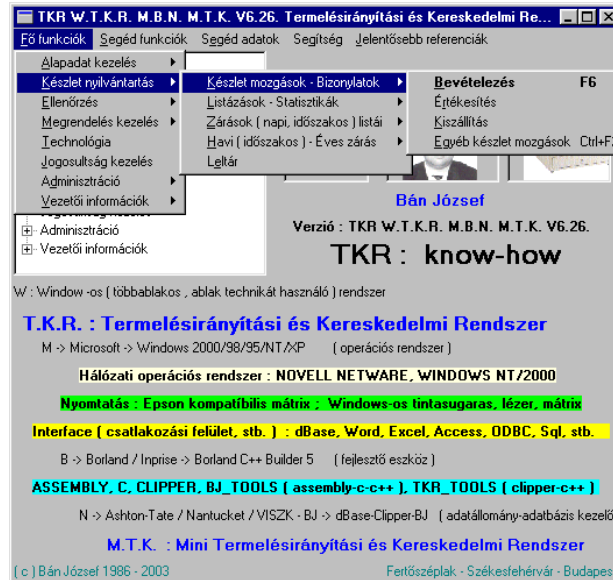 TKR W.T.K.R. M.B.N. M.T.K. V6.26. Termelésirányítási és Kereskedelmi Re...
Fő funkciók Segéd funkciók Segéd adatok Segítség Jelentősebb referenciák
Alapadat kezelés
Készlet nyilvántartás
Ellenőrzés
Megrendelés kezelés
Technológia
Jogosultság kezelés
Adminisztráció
Vezetői információk
Készlet mozgások - Bizonylatok
Listázások - Statisztikák
Zárások ( napi, időszakos ) listái
Havi ( időszakos ) - Éves zárás
Leltár
Bevételezés F6
Értékesítés
Kiszállítás
Egyéb készlet mozgások
Adminisztráció
Vezetői információk
Bán József
Verzió : TKR W.T.K.R. M.B.N. M.T.K. V6.26.
TKR : know-how
W : Window -os ( többablakos , ablak technikát használó ) rendszer
T.K.R. : Termelésirányítási és Kereskedelmi Rendszer
M -> Microsoft -> Windows 2000/98/95/NT/XP ( operációs rendszer )
Hálózati operációs rendszer : NOVELL NETWARE, WINDOWS NT/2000
Nyomtatás : Epson kompatíbilis mátrix ; Windows-os tintasugaras, lézer, mátrix
Interface ( csatlakozási felület, stb. ) : dBase, Word, Excel, Access, ODBC, Sql, stb.
B -> Borland / Inprise -> Borland C++ Builder 5 ( fejlesztő eszköz )
ASSEMBLY, C, CLIPPER, BJ_TOOLS ( assembly-c-c++ ), TKR_TOOLS ( clipper-c++ )
N -> Ashton-Tate / Nantucket / VISZK - BJ -> dBase-Clipper-BJ ( adatállomány-adatbázis kezelő
M.T.K. : Mini Termelésirányítási és Kereskedelmi Rendszer
( c ) Bán József 1986 - 2003 Fertőszéplak - Székesfehérvár - Budapes